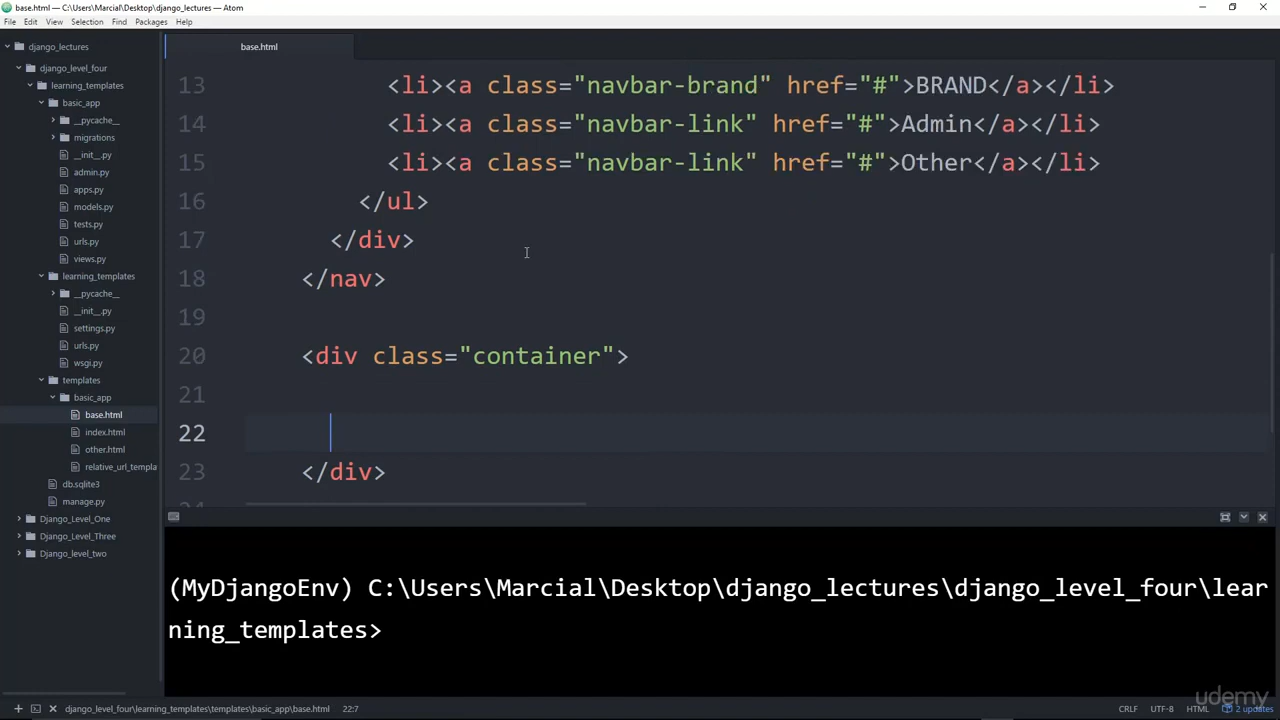 base.html — C:\Users\Marcial\Desktop\django_lectures — Atom
File Edit View Selection Find Packages Help
django_lectures
django_level_four
learning_templates
basic_app
__pycache__
migrations
__init__.py
admin.py
apps.py
models.py
tests.py
urls.py
views.py
learning_templates
__pycache__
__init__.py
settings.py
urls.py
wsgi.py
templates
basic_app
base.html
index.html
other.html
relative_url_templa
db.sqlite3
manage.py
Django_Level_One
Django_Level_Three
Django_level_two
base.html
13 <li><a class="navbar-brand" href="#">BRAND</a></li>
14 <li><a class="navbar-link" href="#">Admin</a></li>
15 <li><a class="navbar-link" href="#">Other</a></li>
16 </ul>
17 </div>
18 </nav>
19
20 <div class="container">
21
22
23 </div>
(MyDjangoEnv) C:\Users\Marcial\Desktop\django_lectures\django_level_four\lear
ning_templates>
django_level_four\learning_templates\templates\basic_app\base.html 22:7
CRLF UTF-8 HTML 2 updates
udemy